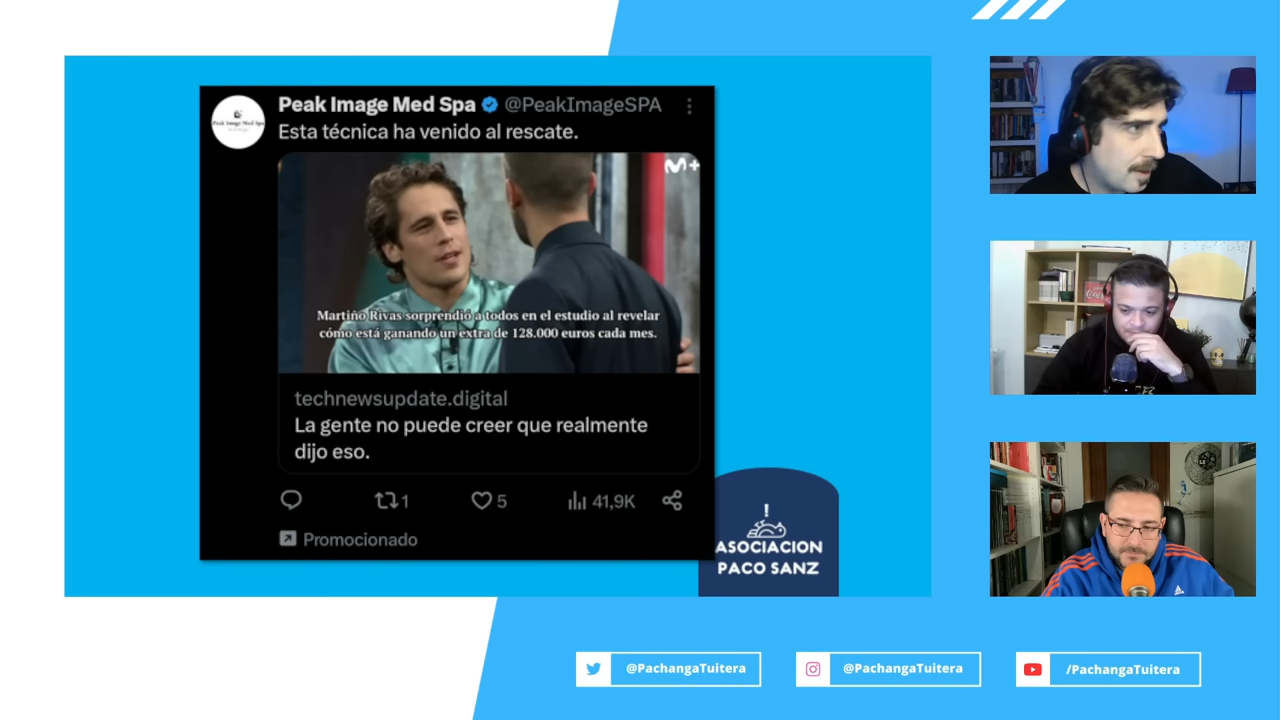 Peak Image Med Spa @PeakImageSPA
Esta técnica ha venido al rescate.
M+
Martiño Rivas sorprendió a todos en el estudio al revelar
cómo está ganando un extra de 128.000 euros cada mes.
technewsupdate.digital
La gente no puede creer que realmente
dijo eso.
1 5 41,9K
Promocionado
!
ASOCIACION
PACO SANZ
@PachangaTuitera @PachangaTuitera /PachangaTuitera